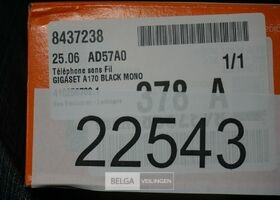 8437238
25.06 AD57A0
Téléphone sans Fil
GIGASET A170 BLACK MONO
1/1
378 A
22543
BELGA VEILINGEN